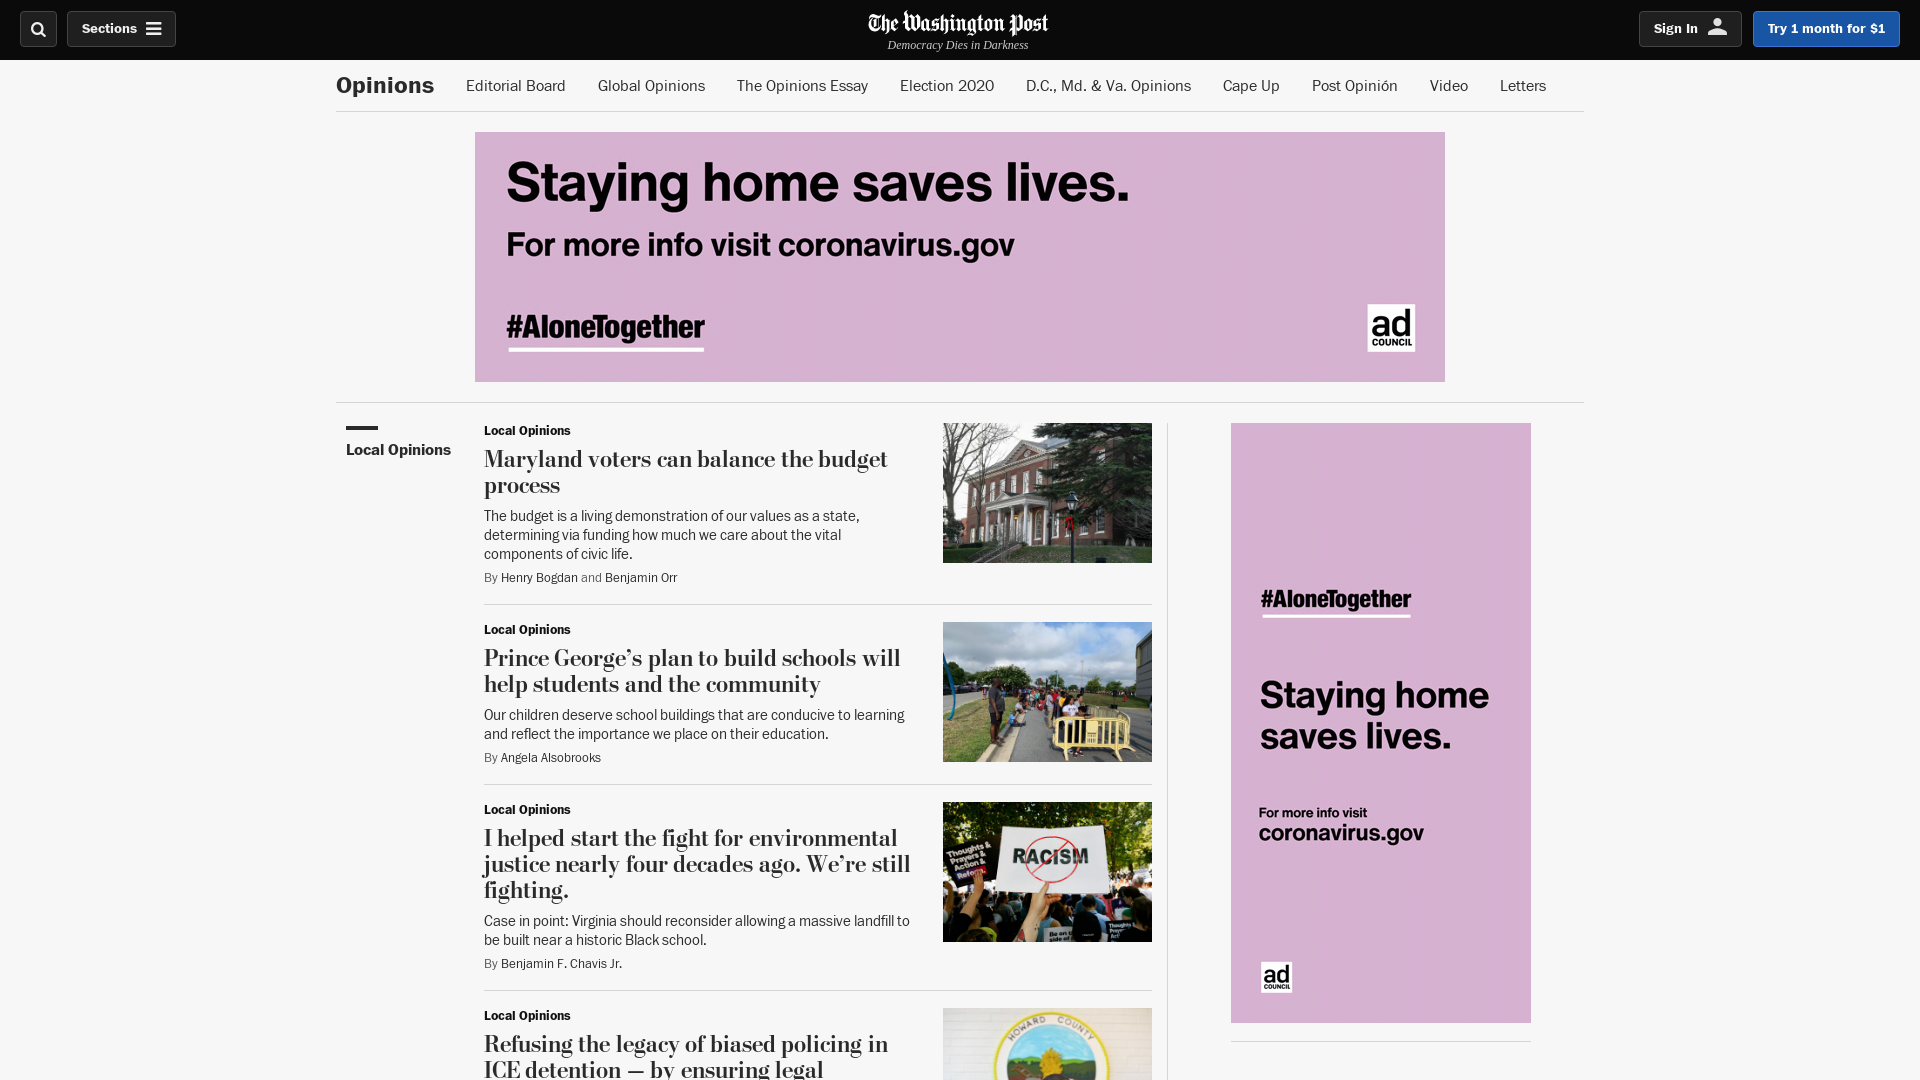 Sections
The Washington Post
Democracy Dies in Darkness
Sign In
Try 1 month for $1
Opinions
Editorial Board
Global Opinions
The Opinions Essay
Election 2020
D.C., Md. & Va. Opinions
Cape Up
Post Opinión
Video
Letters
Staying home saves lives.
For more info visit coronavirus.gov
#AloneTogether
ad
COUNCIL
Local Opinions
Local Opinions
Maryland voters can balance the budget
process
The budget is a living demonstration of our values as a state,
determining via funding how much we care about the vital
components of civic life.
By Henry Bogdan and Benjamin Orr
Local Opinions
Prince George’s plan to build schools will
help students and the community
Our children deserve school buildings that are conducive to learning
and reflect the importance we place on their education.
By Angela Alsobrooks
Local Opinions
I helped start the fight for environmental
justice nearly four decades ago. We’re still
fighting.
Case in point: Virginia should reconsider allowing a massive landfill to
be built near a historic Black school.
By Benjamin F. Chavis Jr.
Thoughts &
Prayers &
Action &
Reform.
RACISM
Local Opinions
Refusing the legacy of biased policing in
ICE detention — by ensuring legal
HOWARD COUNTY
#AloneTogether
Staying home
saves lives.
For more info visit
coronavirus.gov
ad
COUNCIL